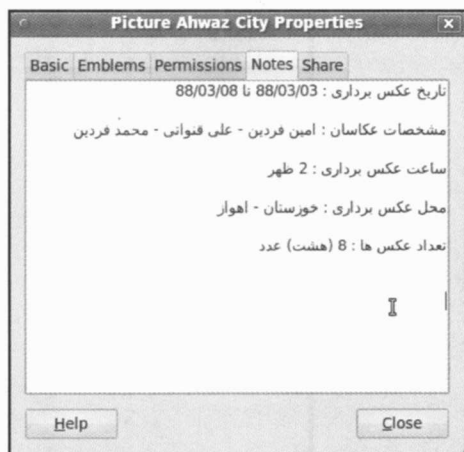 Picture Ahwaz City Properties
Basic Emblems Permissions Notes Share
تاریخ عکس برداری : 88/03/03 تا 88/03/08
مشخصات عکاسان : امین فردین - علی قنواتی - محمد فردین
ساعت عکس برداری : 2 ظهر
محل عکس برداری : خوزستان - اهواز
تعداد عکس ها : 8 (هشت) عدد
Help Close